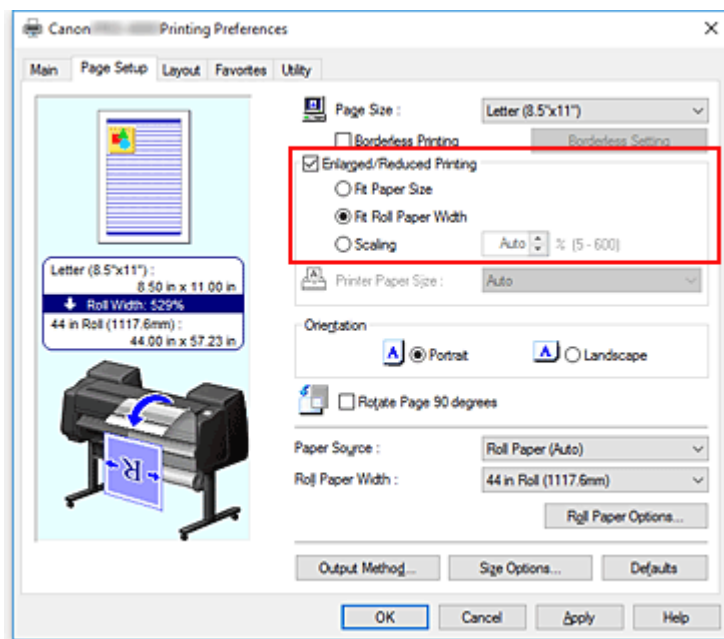 Canon Printing Preferences
Main Page Setup Layout Favorites Utility
Page Size : Letter (8.5"x11")
Borderless Printing Borderless Setting
Enlarged/Reduced Printing
Fit Paper Size
Fit Roll Paper Width
Scaling Auto % (5 - 600)
Printer Paper Size : Auto
Letter (8.5"x11") :
8.50 in x 11.00 in
Roll Width: 529%
44 in Roll (1117.6mm) :
44.00 in x 57.23 in
R
Orientation
A Portrait A Landscape
Rotate Page 90 degrees
Paper Source : Roll Paper (Auto)
Roll Paper Width : 44 in Roll (1117.6mm)
Roll Paper Options...
Output Method... Size Options... Defaults
OK Cancel Apply Help